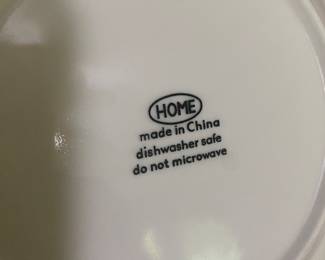 HOME
made in China
dishwasher safe
do not microwave